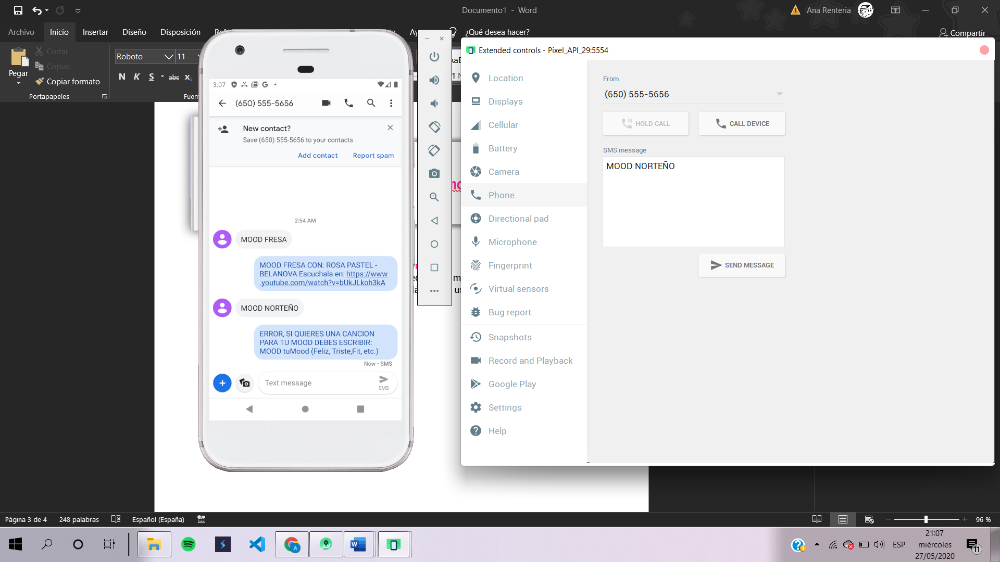 Documento1 - Word
Ana Renteria
Archivo
Inicio
Insertar
Diseño
Disposición
¿Qué desea hacer?
Compartir
Pegar
Cortar
Copiar
Copiar formato
Portapapeles
Roboto
11
N K S abc x₂
Extended controls - Pixel_API_29:5554
Location
Displays
Cellular
Battery
Camera
Phone
Directional pad
Microphone
Fingerprint
Virtual sensors
Bug report
Snapshots
Record and Playback
Google Play
Settings
Help
From
(650) 555-5656
HOLD CALL
CALL DEVICE
SMS message
MOOD NORTEÑO
SEND MESSAGE
3:07
(650) 555-5656
New contact?
Save (650) 555-5656 to your contacts
Add contact
Report spam
2:54 AM
MOOD FRESA
MOOD FRESA CON: ROSA PASTEL -
BELANOVA Escuchala en: https://www
.youtube.com/watch?v=bUkJLkoh3kA
MOOD NORTEÑO
ERROR, SI QUIERES UNA CANCION
PARA TU MOOD DEBES ESCRIBIR:
MOOD tuMood (Feliz, Triste,Fit, etc.)
Now • SMS
Text message
SMS
Página 3 de 4
248 palabras
Español (España)
96 %
ESP
21:07
miércoles
27/05/2020
11